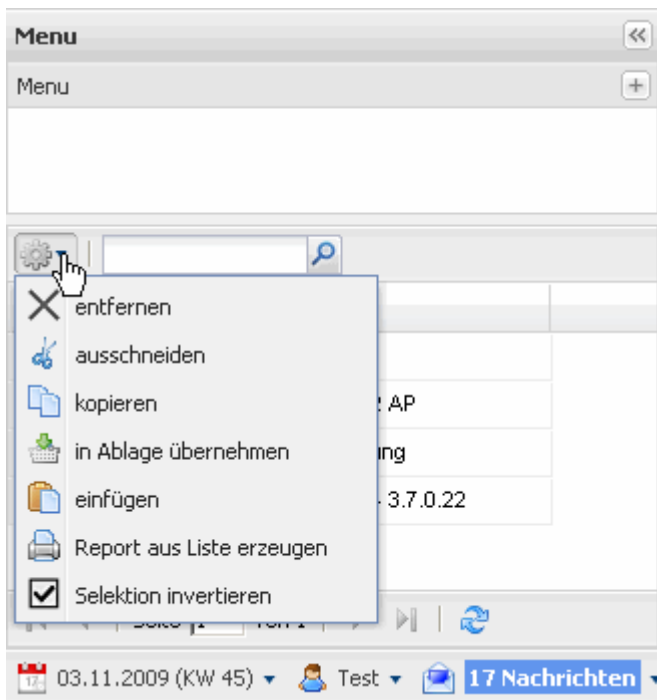 Menu
Menu
entfernen
ausschneiden
kopieren
AP
in Ablage übernehmen
ng
einfügen
3.7.0.22
Report aus Liste erzeugen
Selektion invertieren
03.11.2009 (KW 45) Test 17 Nachrichten